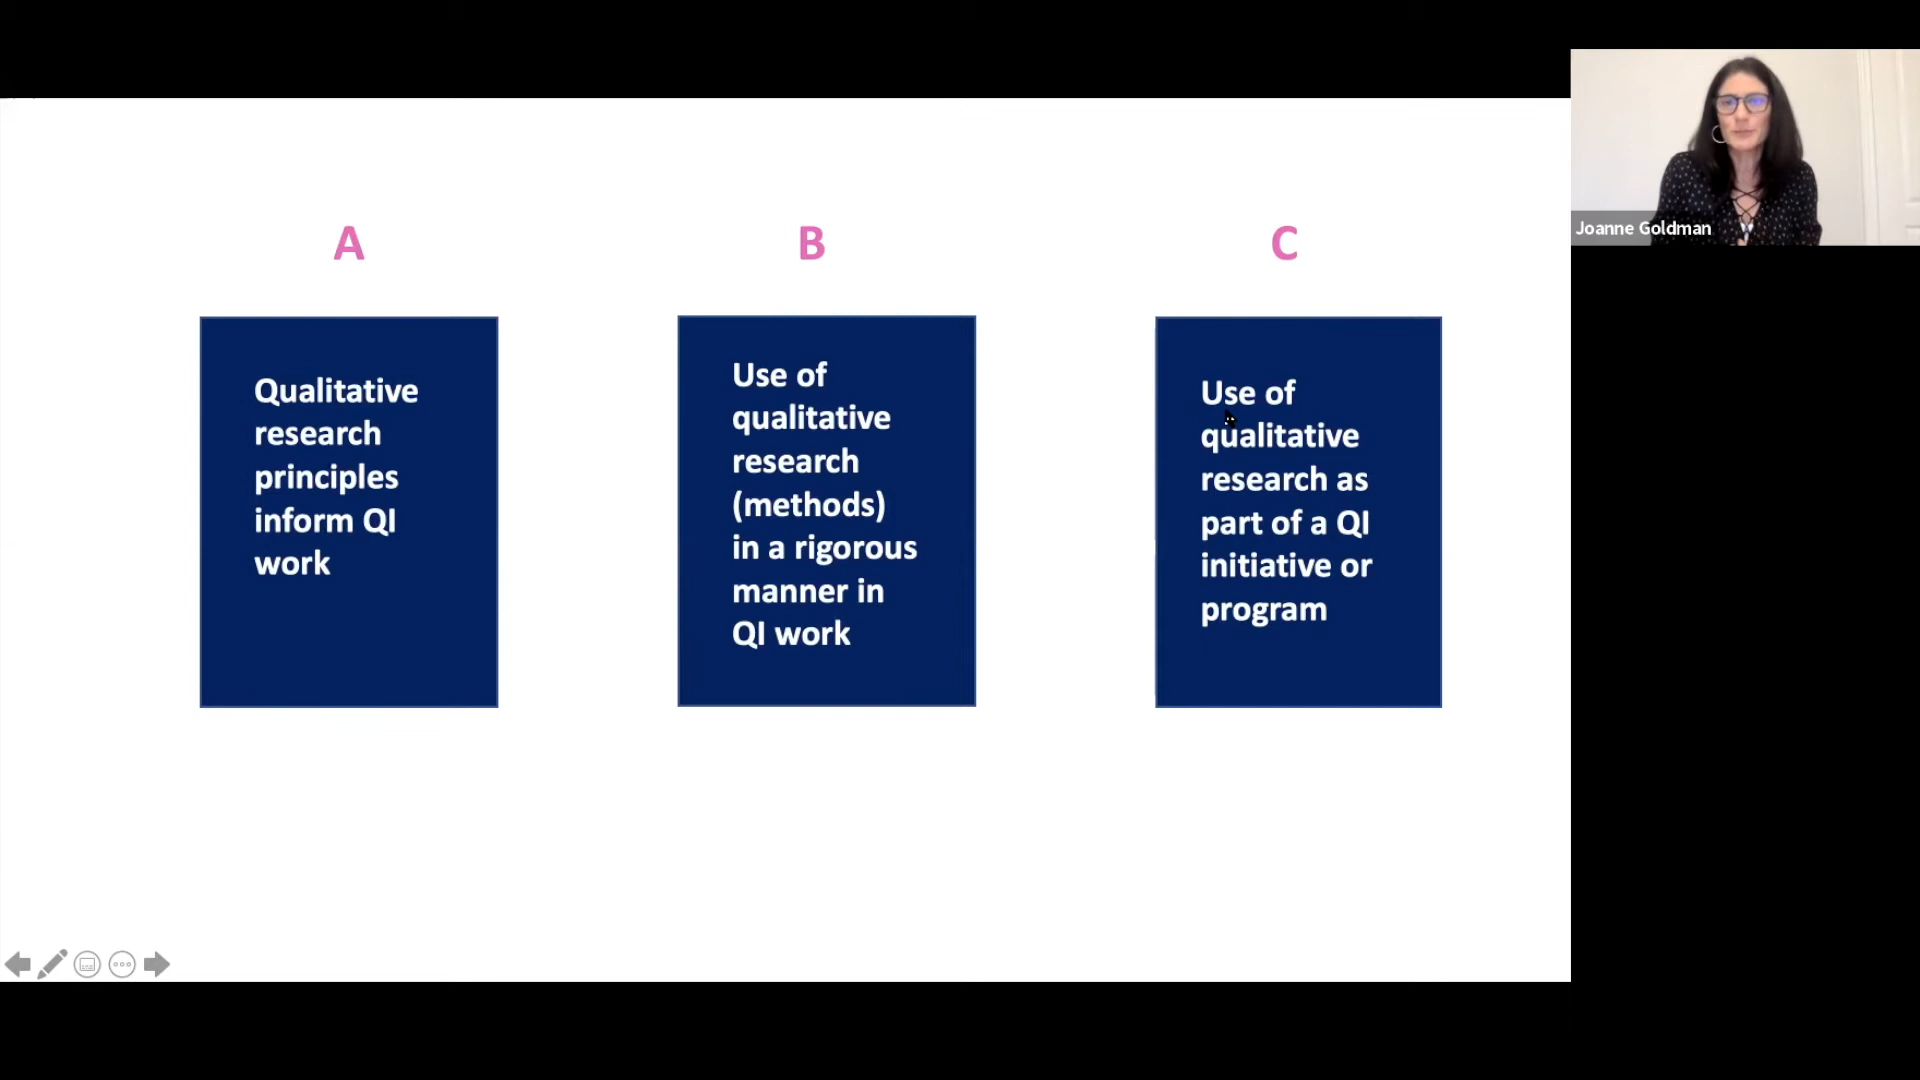 A
B
C
Qualitative
research
principles
inform QI
work
Use of
qualitative
research
(methods)
in a rigorous
manner in
QI work
Use of
qualitative
research as
part of a QI
initiative or
program
Joanne Goldman